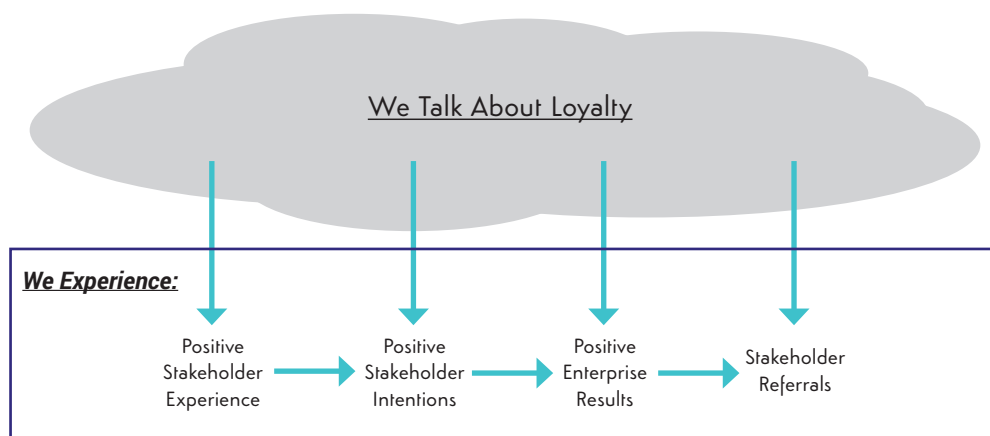 We Talk About Loyalty
We Experience:
Positive
Stakeholder
Experience
Positive
Stakeholder
Intentions
Positive
Enterprise
Results
Stakeholder
Referrals